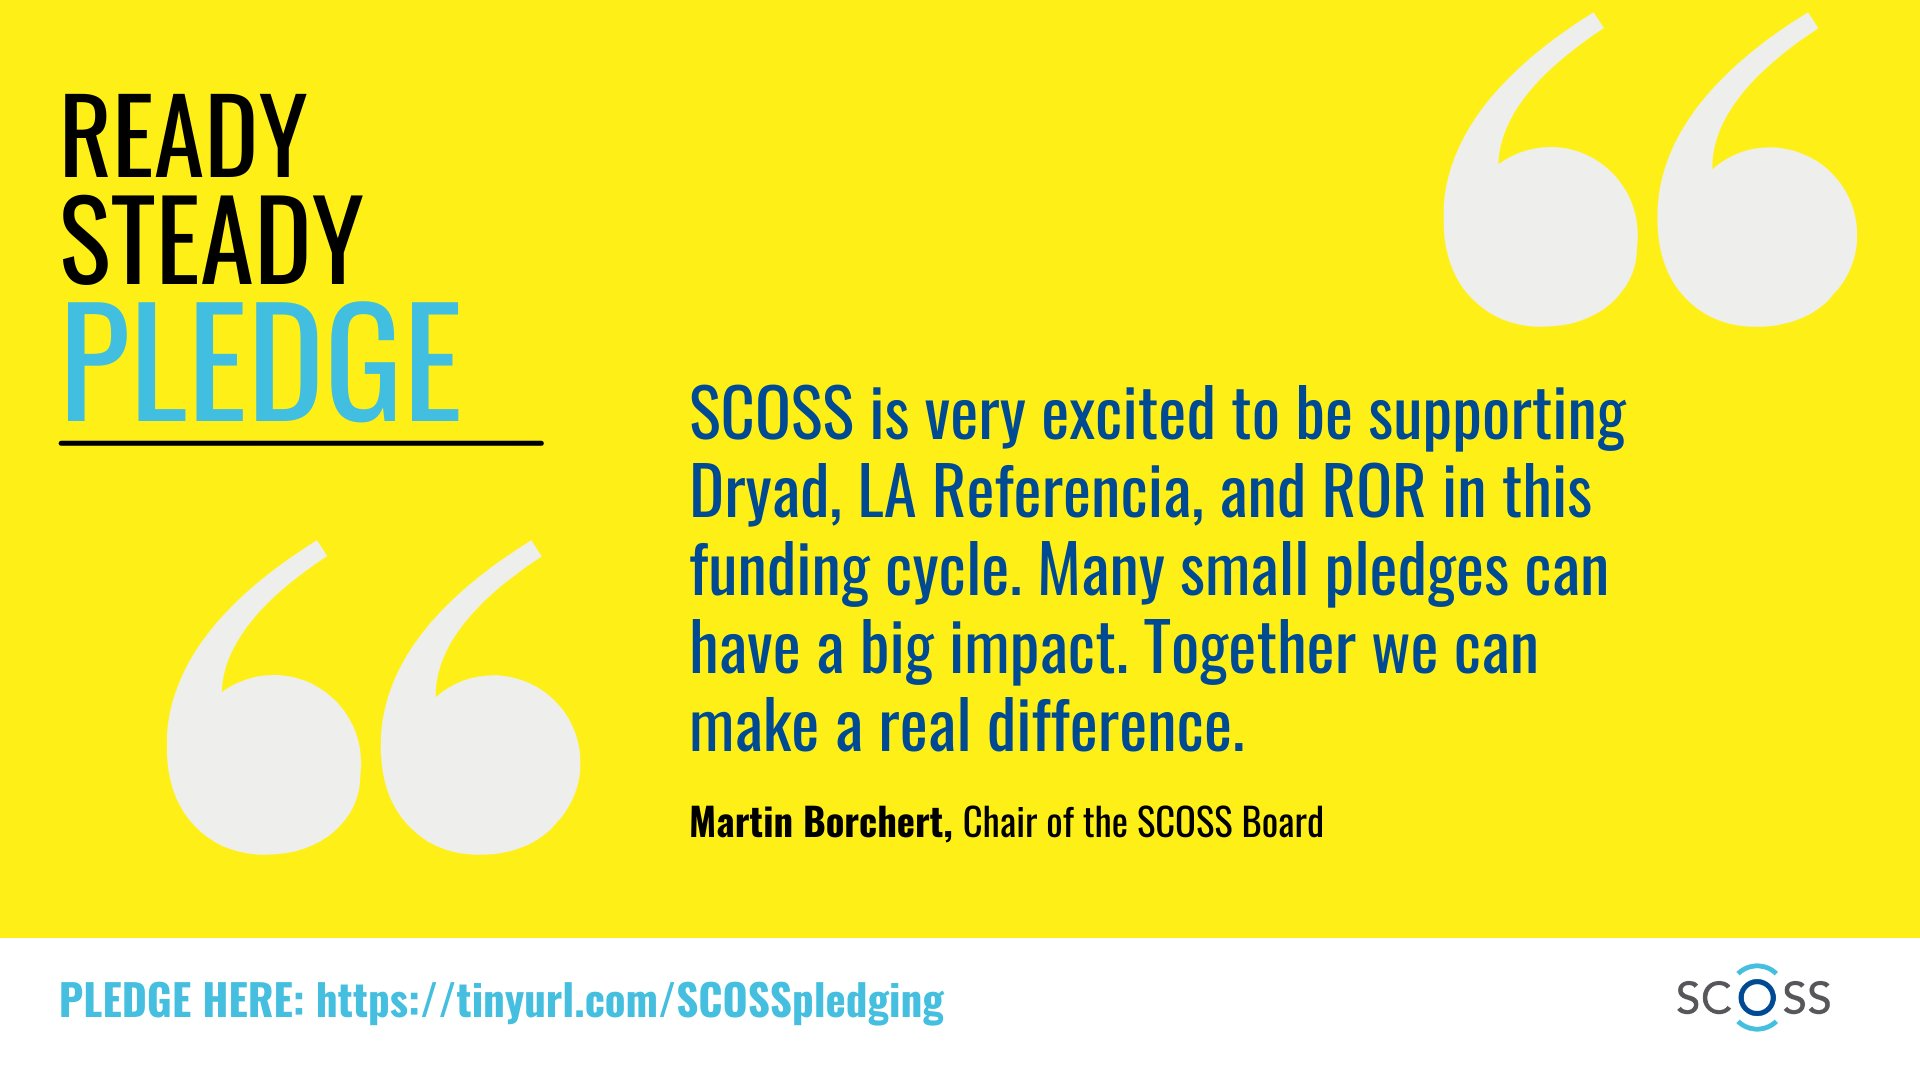 READY
STEADY
PLEDGE
SCOSS is very excited to be supporting
Dryad, LA Referencia, and ROR in this
funding cycle. Many small pledges can
have a big impact. Together we can
make a real difference.
Martin Borchert, Chair of the SCOSS Board
PLEDGE HERE: https://tinyurl.com/SCOSSpledging
SCOSS